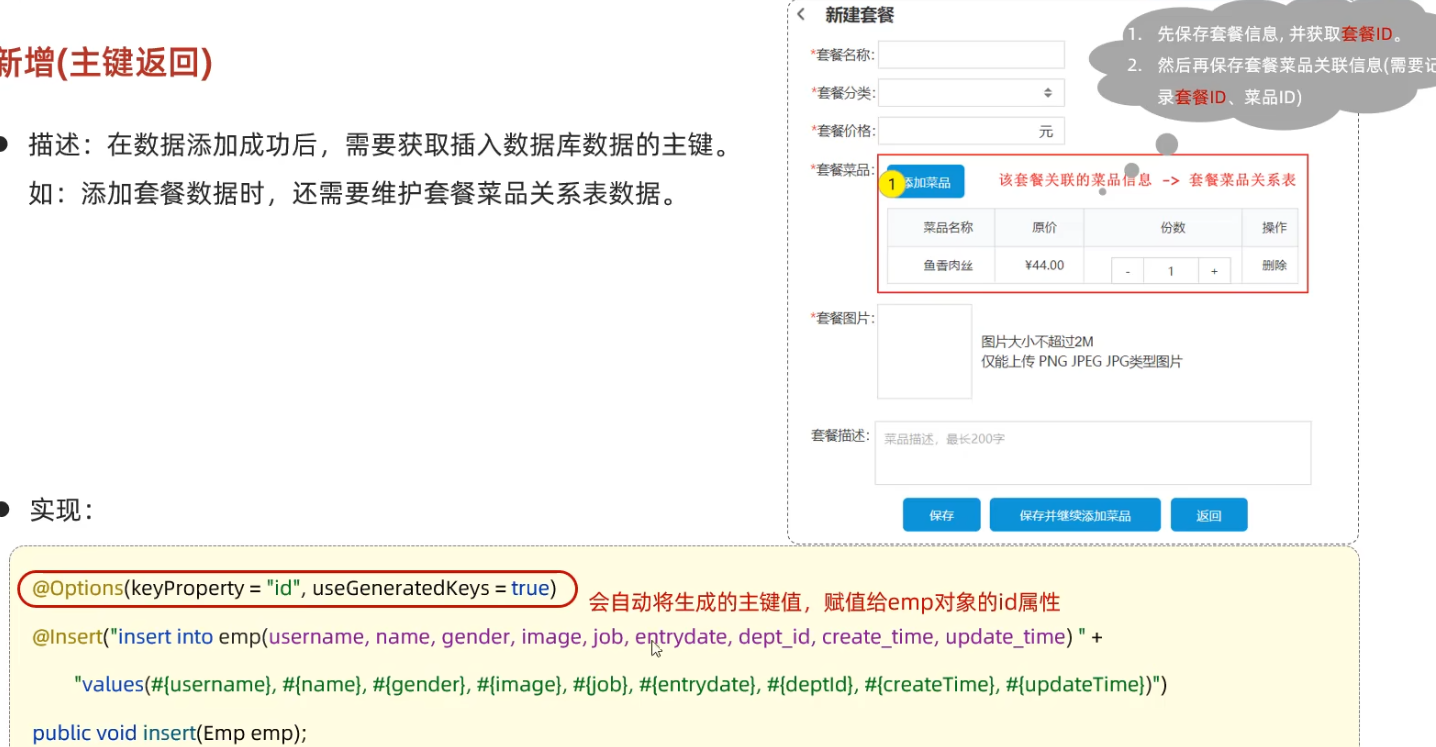 新增(主键返回)
描述：在数据添加成功后，需要获取插入数据库数据的主键。
如：添加套餐数据时，还需要维护套餐菜品关系表数据。
新建套餐
*套餐名称:
*套餐分类:
*套餐价格:
元
*套餐菜品:
1
添加菜品
该套餐关联的菜品信息 -> 套餐菜品关系表
菜品名称 原价 份数 操作
鱼香肉丝 ¥44.00 - 1 + 删除
*套餐图片:
图片大小不超过2M
仅能上传 PNG JPEG JPG类型图片
套餐描述:
菜品描述，最长200字
保存 保存并继续添加菜品 返回
1. 先保存套餐信息, 并获取套餐ID。
2. 然后再保存套餐菜品关联信息(需要记
录套餐ID、菜品ID)
实现：
@Options(keyProperty = "id", useGeneratedKeys = true)
会自动将生成的主键值，赋值给emp对象的id属性
@Insert("insert into emp(username, name, gender, image, job, entrydate, dept_id, create_time, update_time) " +
"values(#{username}, #{name}, #{gender}, #{image}, #{job}, #{entrydate}, #{deptId}, #{createTime}, #{updateTime})")
public void insert(Emp emp);